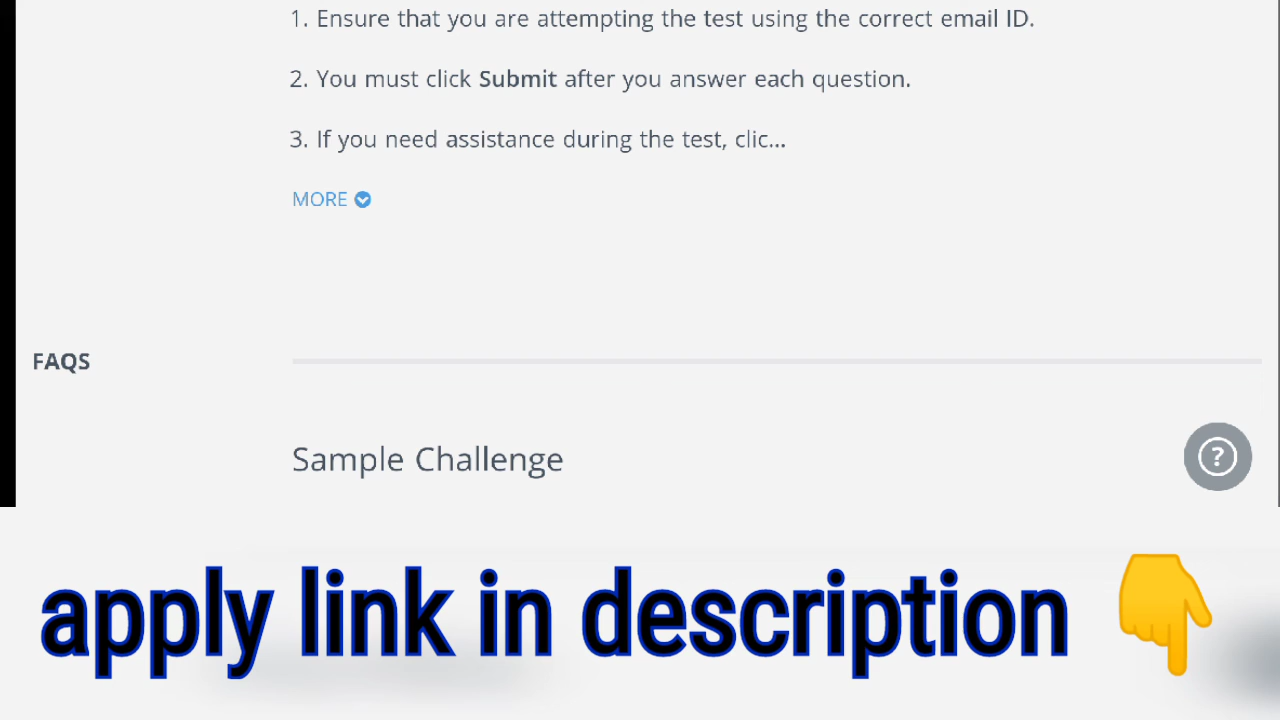 1. Ensure that you are attempting the test using the correct email ID.
2. You must click Submit after you answer each question.
3. If you need assistance during the test, clic...
MORE
FAQS
Sample Challenge
?
apply link in description 👇